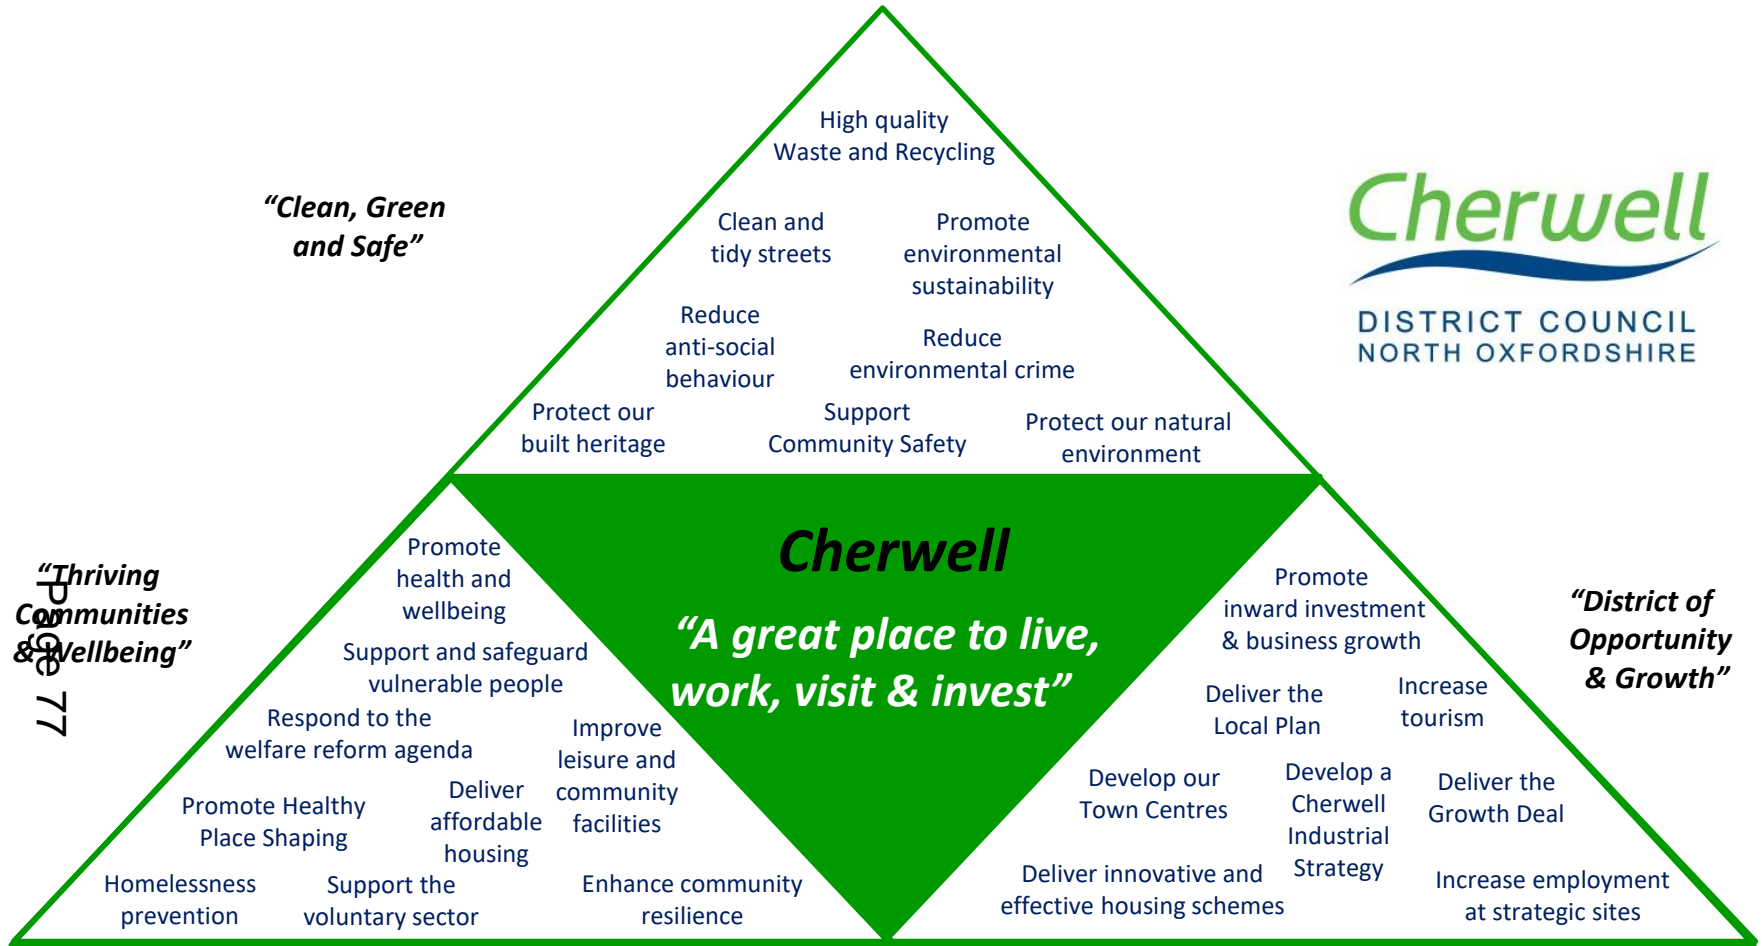 High quality
Waste and Recycling
“Clean, Green
and Safe”
Clean and
tidy streets
Promote
environmental
sustainability
Reduce
anti-social
behaviour
Reduce
environmental crime
Protect our
built heritage
Support
Community Safety
Protect our natural
environment
Cherwell
DISTRICT COUNCIL
NORTH OXFORDSHIRE
Cherwell
“A great place to live,
work, visit & invest”
“Thriving
Communities
& Wellbeing”
Page 77
Promote
health and
wellbeing
Support and safeguard
vulnerable people
Respond to the
welfare reform agenda
Improve
leisure and
community
facilities
Promote Healthy
Place Shaping
Deliver
affordable
housing
Homelessness
prevention
Support the
voluntary sector
Enhance community
resilience
“District of
Opportunity
& Growth”
Promote
inward investment
& business growth
Deliver the
Local Plan
Increase
tourism
Develop our
Town Centres
Develop a
Cherwell
Industrial
Strategy
Deliver the
Growth Deal
Deliver innovative and
effective housing schemes
Increase employment
at strategic sites